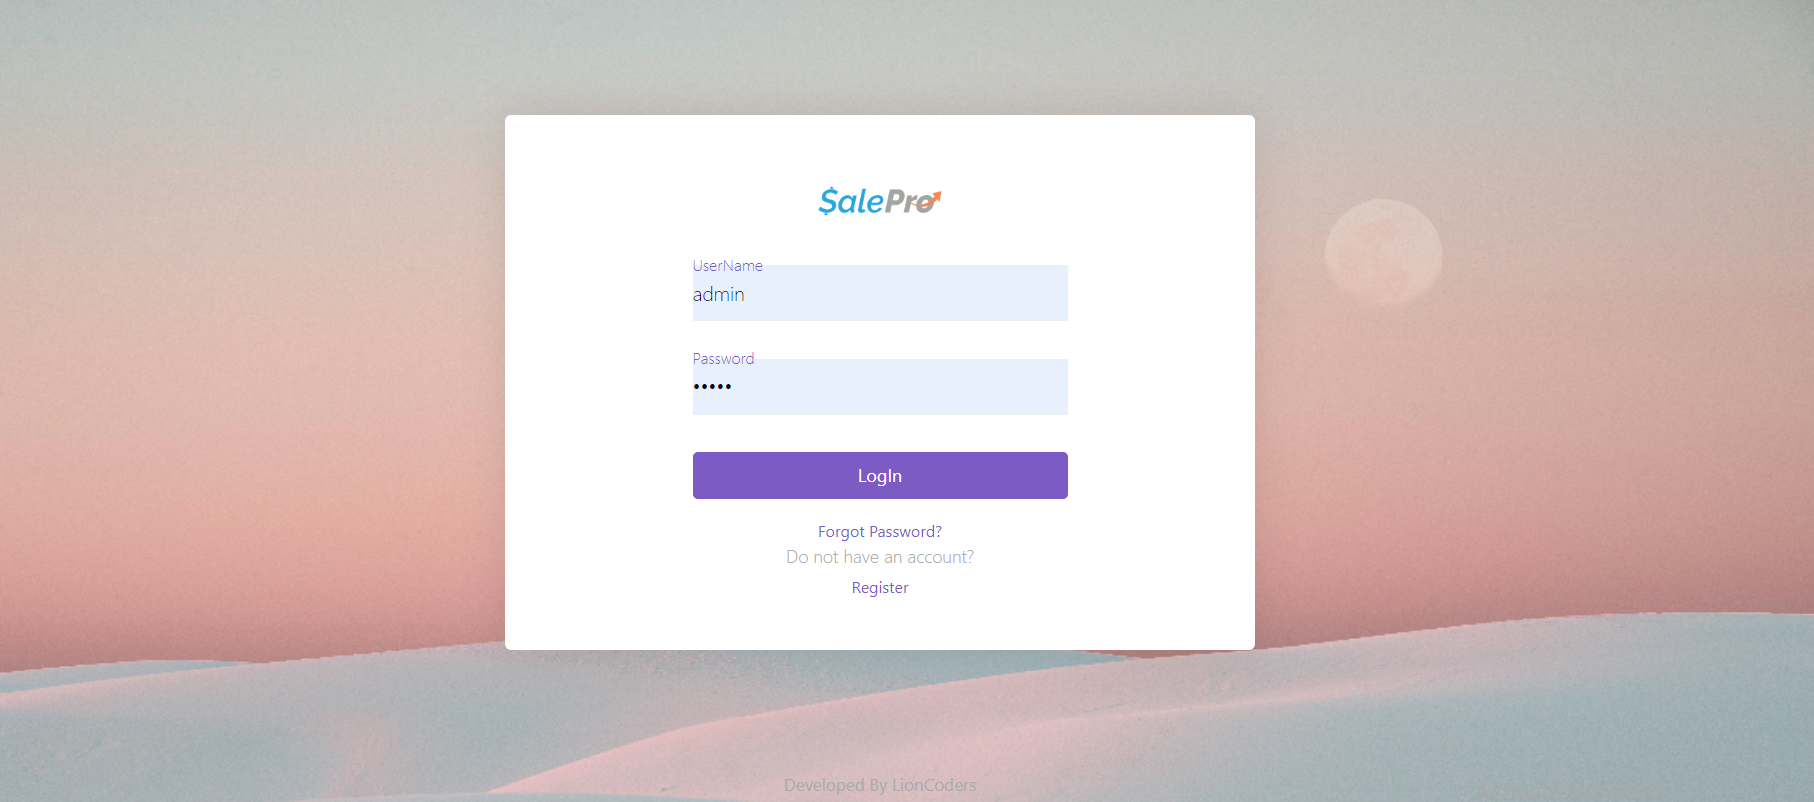 SalePro
UserName
admin
Password
•••••
LogIn
Forgot Password?
Do not have an account?
Register
Developed By LionCoders